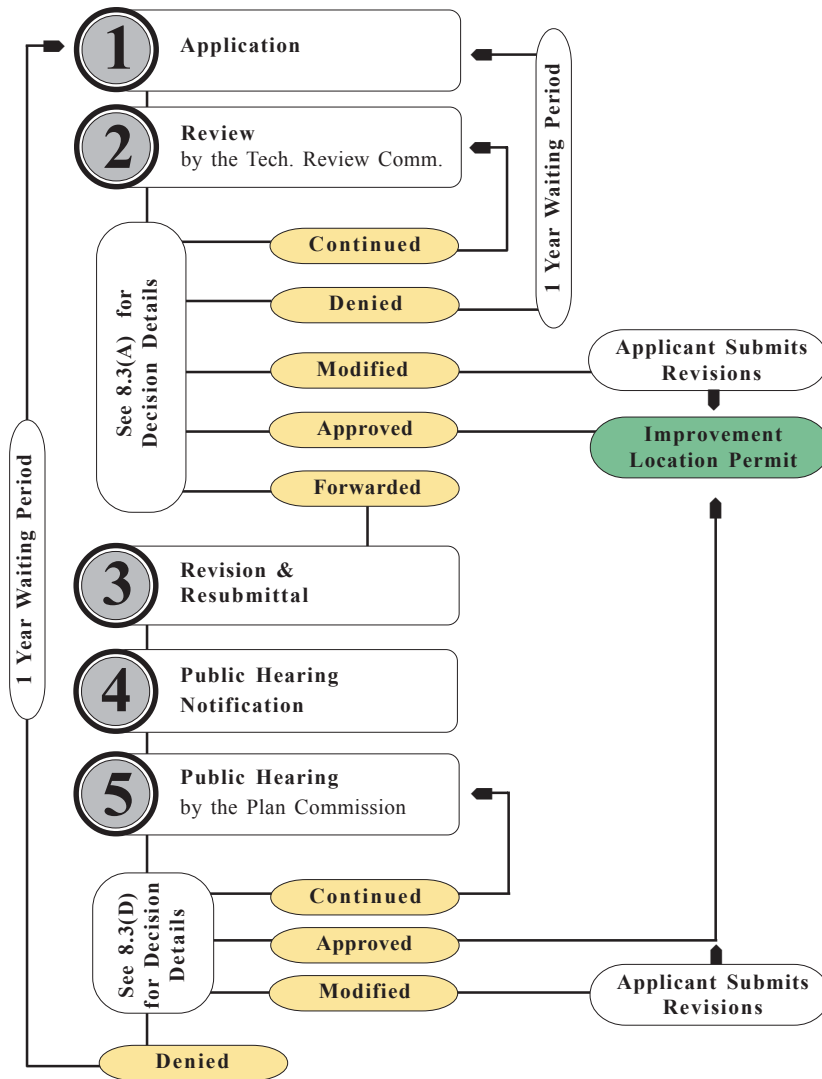 1
Application
2
Review
by the Tech. Review Comm.
1 Year Waiting Period
Continued
See 8.3(A) for
Decision Details
Denied
Modified
Applicant Submits
Revisions
Approved
Improvement
Location Permit
Forwarded
1 Year Waiting Period
3
Revision &
Resubmittal
4
Public Hearing
Notification
5
Public Hearing
by the Plan Commission
See 8.3(D)
for Decision
Details
Continued
Approved
Modified
Applicant Submits
Revisions
Denied